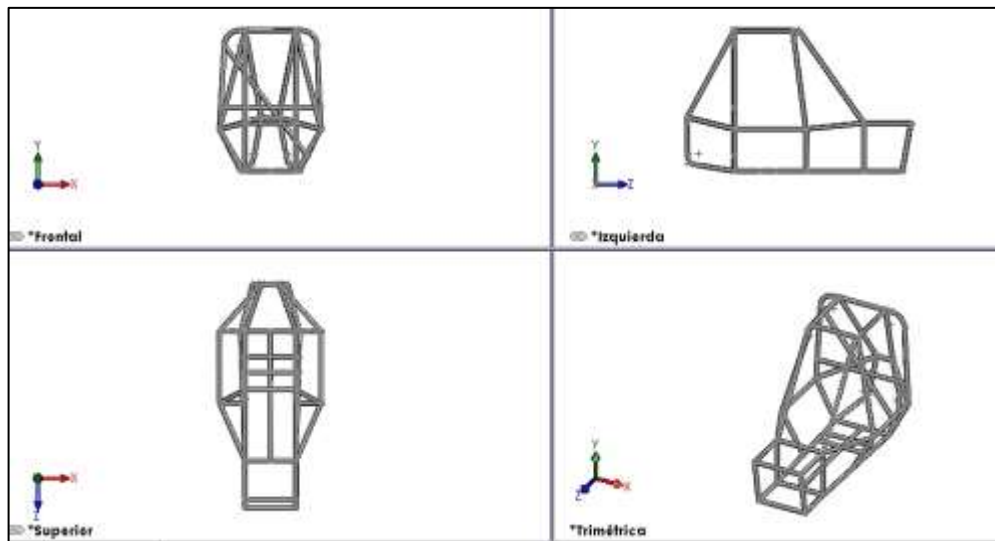 Y
X
*Frontal
Y
Z
*Izquierda
X
Z
*Superior
Y
Z
X
*Trimétrica